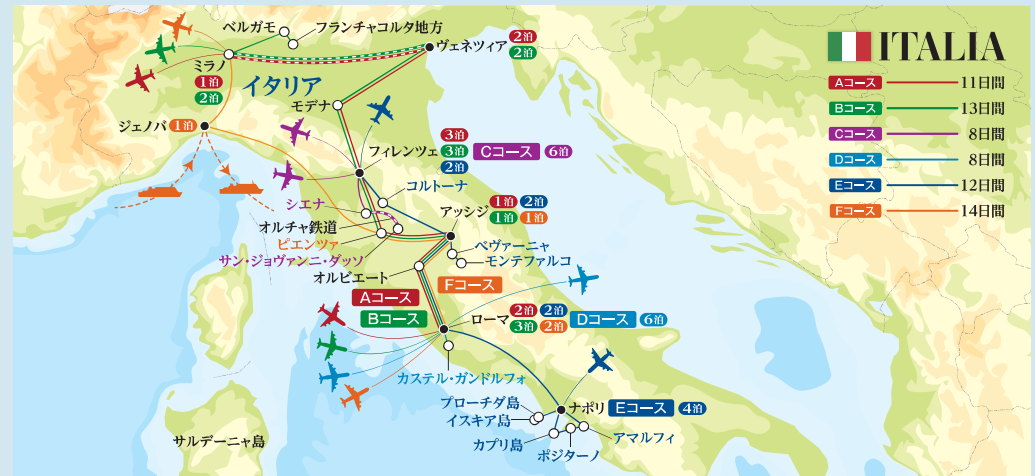 ITALIA
Aコース 11日間
Bコース 13日間
Cコース 8日間
Dコース 8日間
Eコース 12日間
Fコース 14日間
ベルガモ
フランチャコルタ地方
ヴェネツィア 2泊
2泊
ミラノ
1泊
2泊
イタリア
モデナ
ジェノバ 1泊
フィレンツェ 3泊
3泊
2泊
Cコース 6泊
コルトーナ
シエナ
アッシジ 1泊 2泊
1泊 1泊
オルチャ鉄道
ピエンツァ
サン・ジョヴァンニ・ダッソ
ベヴァーニャ
モンテファルコ
オルビエート
Fコース
Aコース
Bコース
ローマ 2泊 2泊
3泊 2泊
Dコース 6泊
カステル・ガンドルフォ
プローチダ島
イスキア島
ナポリ Eコース 4泊
カプリ島
アマルフィ
ポジターノ
サルデーニャ島